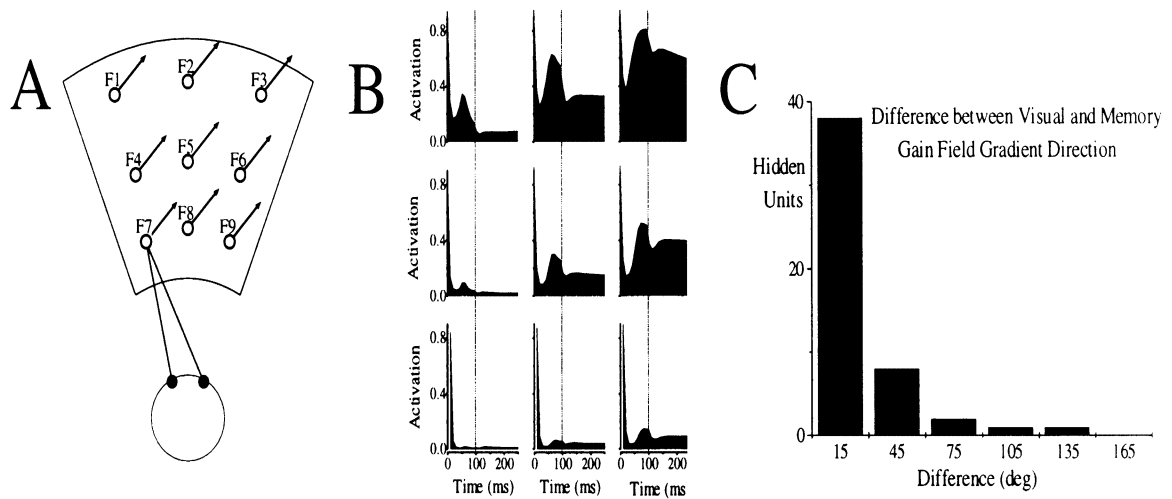 A
F1
F2
F3
F4
F5
F6
F7
F8
F9
B
Activation
0.8
0.4
0.0
Activation
0.8
0.4
0.0
Activation
0.8
0.4
0.0
0 100 200 0 100 200 0 100 200
Time (ms) Time (ms) Time (ms)
C
Difference between Visual and Memory
Gain Field Gradient Direction
Hidden
Units
40
20
0
15 45 75 105 135 165
Difference (deg)